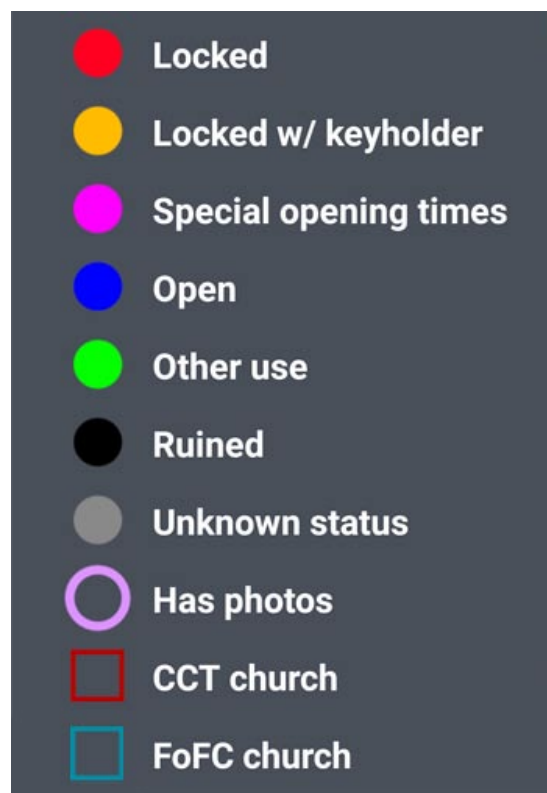 Locked
Locked w/ keyholder
Special opening times
Open
Other use
Ruined
Unknown status
Has photos
CCT church
FoFC church